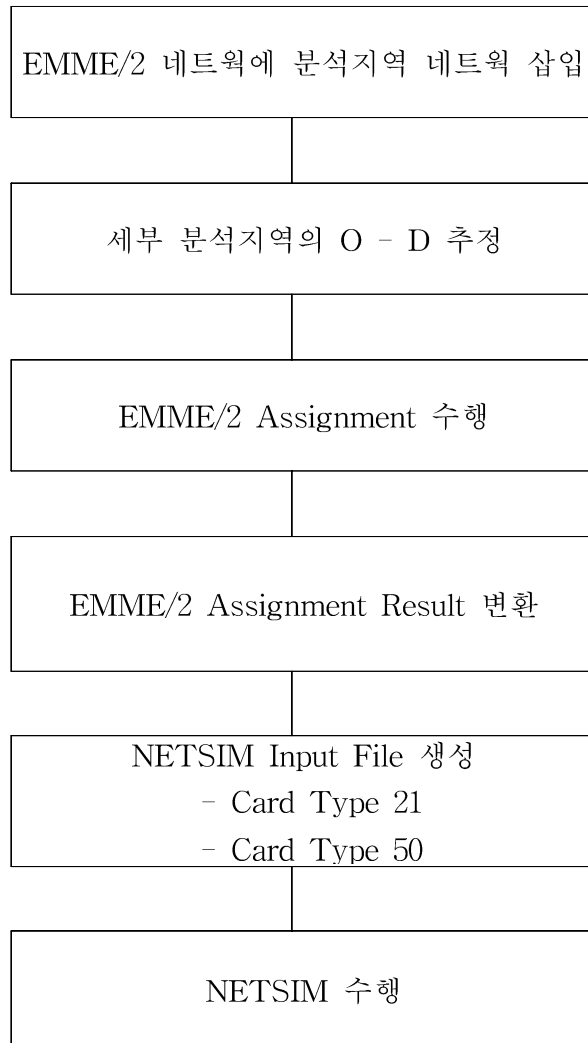 EMME/2 네트웍에 분석지역 네트웍 삽입
세부 분석지역의 O - D 추정
EMME/2 Assignment 수행
EMME/2 Assignment Result 변환
NETSIM Input File 생성
- Card Type 21
- Card Type 50
NETSIM 수행